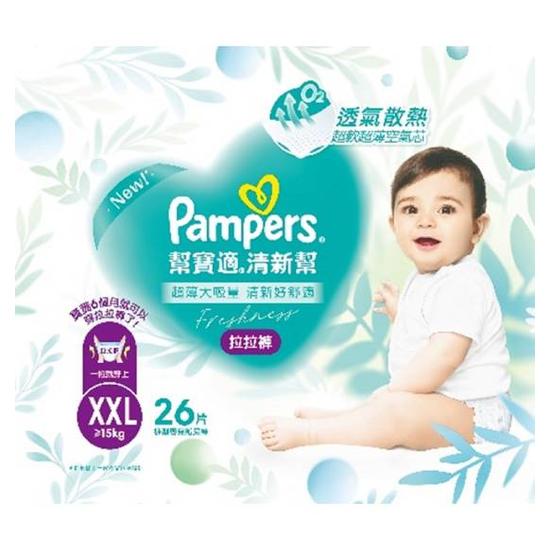 O2
透氣散熱
超軟超薄空氣芯
New!
Pampers®
幫寶適®清新幫
超薄大吸量 清新好舒適
Freshness
拉拉褲
寶寶6個月就可以
穿拉拉褲了!
一拉就穿上
XXL
≥15kg
26片